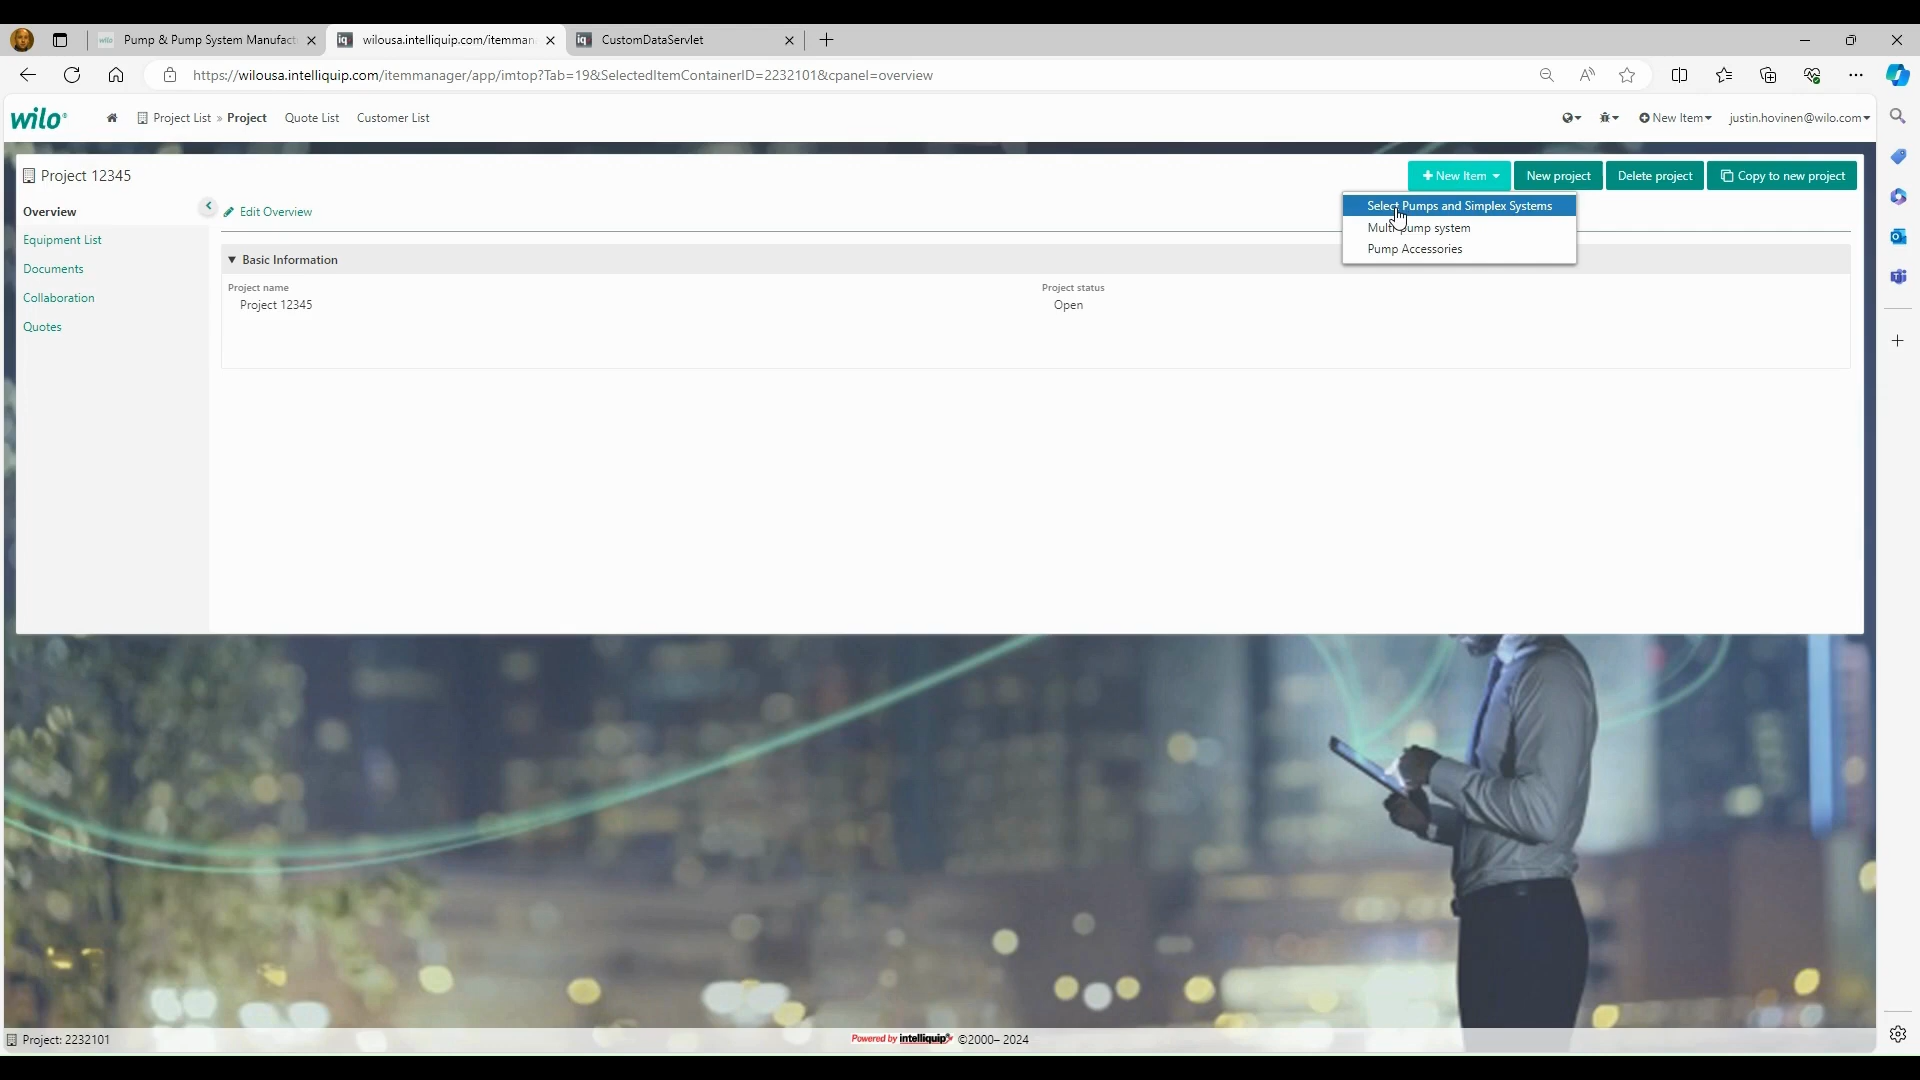 Pump & Pump System Manufact
wilousa.intelliquip.com/itemman
CustomDataServlet
https://wilousa.intelliquip.com/itemmanager/app/imtop?Tab=19&SelectedItemContainerID=2232101&cpanel=overview
wilo
Project List » Project Quote List Customer List
New Item justin.hovinen@wilo.com
Project 12345
New Item New project Delete project Copy to new project
Overview
Edit Overview
Select Pumps and Simplex Systems
Multi pump system
Pump Accessories
Equipment List
Documents
Collaboration
Quotes
Basic Information
Project name
Project 12345
Project status
Open
Project: 2232101
Powered by intelliquip ©2000– 2024